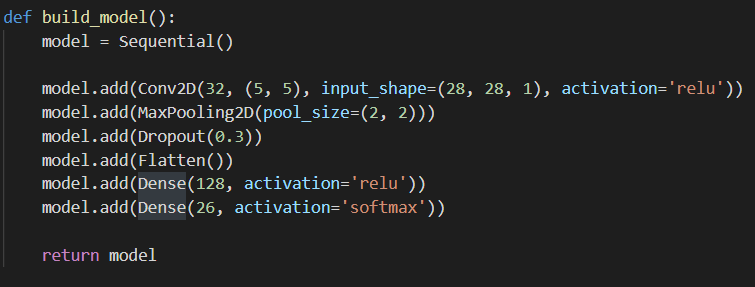 def build_model():
    model = Sequential()

    model.add(Conv2D(32, (5, 5), input_shape=(28, 28, 1), activation='relu'))
    model.add(MaxPooling2D(pool_size=(2, 2)))
    model.add(Dropout(0.3))
    model.add(Flatten())
    model.add(Dense(128, activation='relu'))
    model.add(Dense(26, activation='softmax'))

    return model